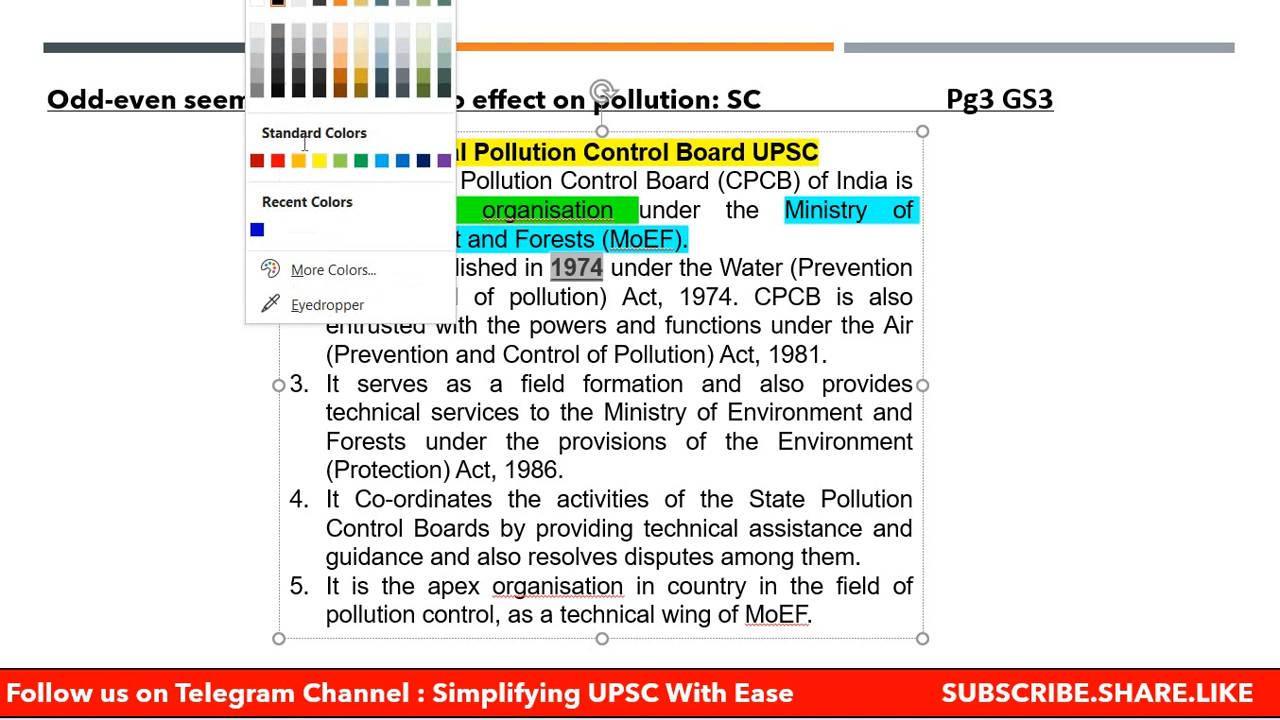 Odd-even seem o effect on pollution: SC Pg3 GS3
Standard Colors
Recent Colors
More Colors...
Eyedropper
l Pollution Control Board UPSC
Pollution Control Board (CPCB) of India is
organisation under the Ministry of
t and Forests (MoEF).
lished in 1974 under the Water (Prevention
of pollution) Act, 1974. CPCB is also
entrusted with the powers and functions under the Air
(Prevention and Control of Pollution) Act, 1981.
3. It serves as a field formation and also provides
technical services to the Ministry of Environment and
Forests under the provisions of the Environment
(Protection) Act, 1986.
4. It Co-ordinates the activities of the State Pollution
Control Boards by providing technical assistance and
guidance and also resolves disputes among them.
5. It is the apex organisation in country in the field of
pollution control, as a technical wing of MoEF.
Follow us on Telegram Channel : Simplifying UPSC With Ease SUBSCRIBE.SHARE.LIKE